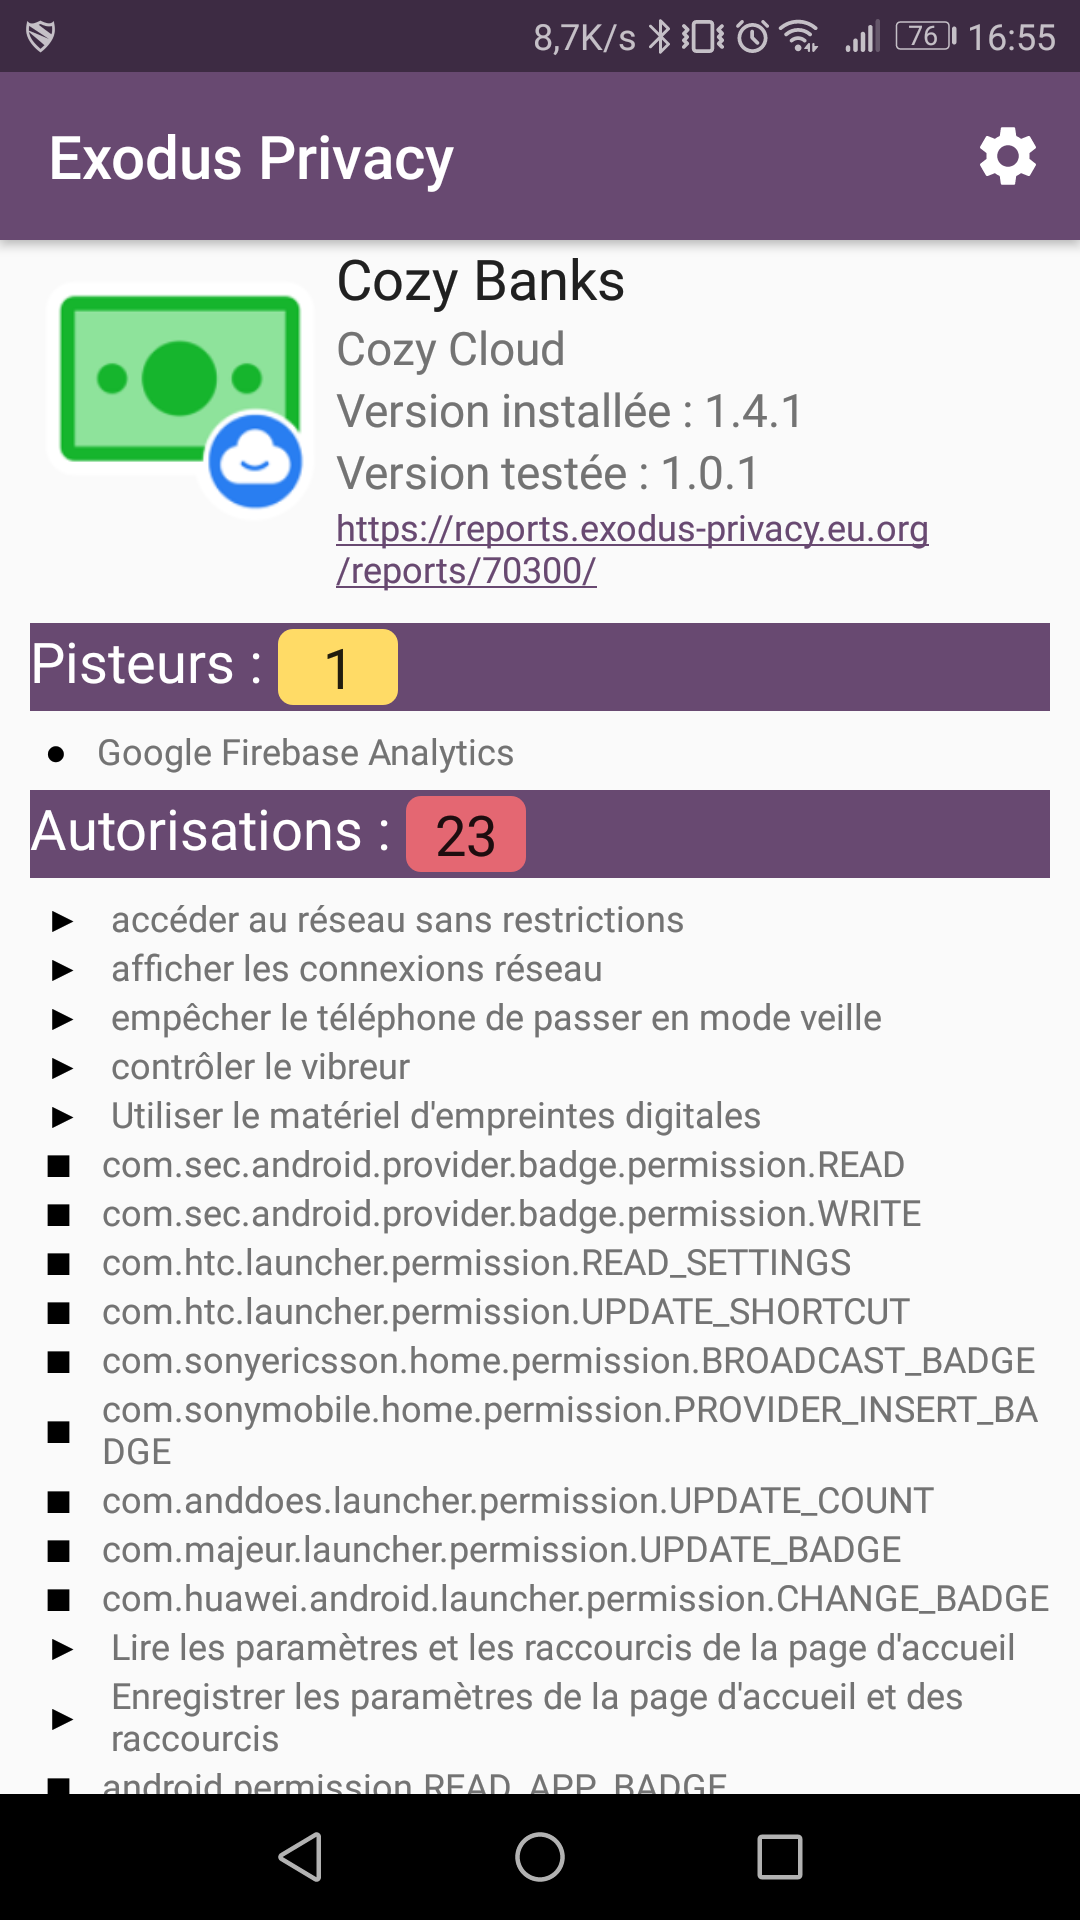 8,7K/s 76 16:55
Exodus Privacy
Cozy Banks
Cozy Cloud
Version installée : 1.4.1
Version testée : 1.0.1
https://reports.exodus-privacy.eu.org
/reports/70300/
Pisteurs : 1
● Google Firebase Analytics
Autorisations : 23
► accéder au réseau sans restrictions
► afficher les connexions réseau
► empêcher le téléphone de passer en mode veille
► contrôler le vibreur
► Utiliser le matériel d'empreintes digitales
■ com.sec.android.provider.badge.permission.READ
■ com.sec.android.provider.badge.permission.WRITE
■ com.htc.launcher.permission.READ_SETTINGS
■ com.htc.launcher.permission.UPDATE_SHORTCUT
■ com.sonyericsson.home.permission.BROADCAST_BADGE
■ com.sonymobile.home.permission.PROVIDER_INSERT_BA
DGE
■ com.anddoes.launcher.permission.UPDATE_COUNT
■ com.majeur.launcher.permission.UPDATE_BADGE
■ com.huawei.android.launcher.permission.CHANGE_BADGE
► Lire les paramètres et les raccourcis de la page d'accueil
► Enregistrer les paramètres de la page d'accueil et des
raccourcis
■ android.permission.READ_APP_BADGE